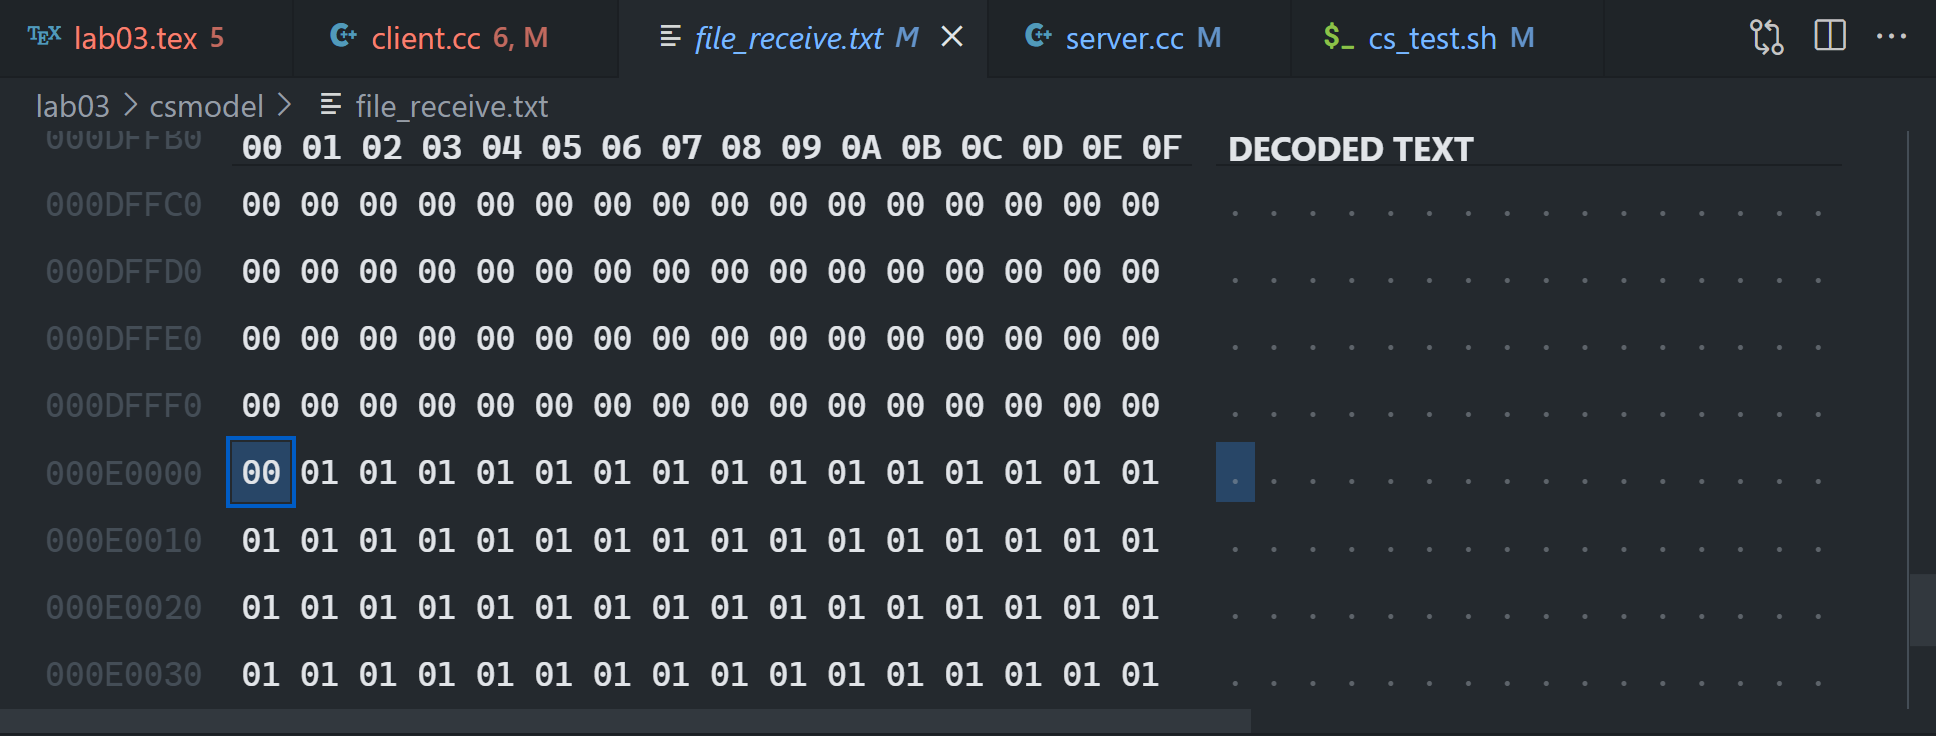 TEX lab03.tex 5 client.cc 6, M file_receive.txt M server.cc M $_ cs_test.sh M
lab03 > csmodel > file_receive.txt
000DFFB0 00 01 02 03 04 05 06 07 08 09 0A 0B 0C 0D 0E 0F DECODED TEXT
000DFFC0 00 00 00 00 00 00 00 00 00 00 00 00 00 00 00 00 . . . . . . . . . . . . . . . .
000DFFD0 00 00 00 00 00 00 00 00 00 00 00 00 00 00 00 00 . . . . . . . . . . . . . . . .
000DFFE0 00 00 00 00 00 00 00 00 00 00 00 00 00 00 00 00 . . . . . . . . . . . . . . . .
000DFFF0 00 00 00 00 00 00 00 00 00 00 00 00 00 00 00 00 . . . . . . . . . . . . . . . .
000E0000 00 01 01 01 01 01 01 01 01 01 01 01 01 01 01 01 . . . . . . . . . . . . . . . .
000E0010 01 01 01 01 01 01 01 01 01 01 01 01 01 01 01 01 . . . . . . . . . . . . . . . .
000E0020 01 01 01 01 01 01 01 01 01 01 01 01 01 01 01 01 . . . . . . . . . . . . . . . .
000E0030 01 01 01 01 01 01 01 01 01 01 01 01 01 01 01 01 . . . . . . . . . . . . . . . .